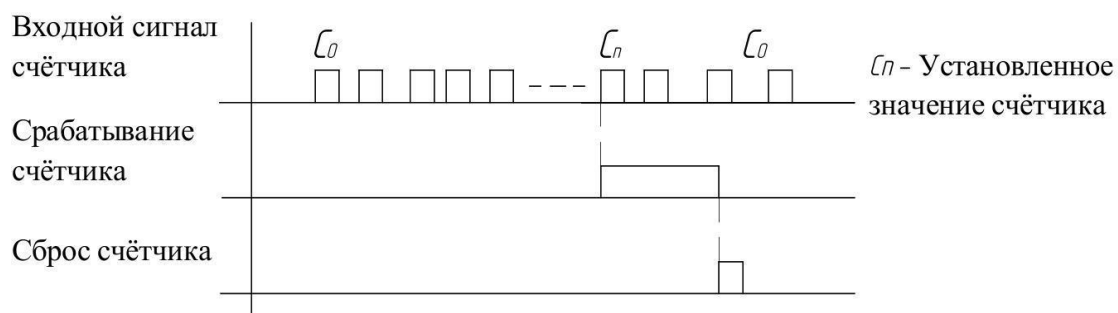 Входной сигнал
счётчика
C0 Cn C0
Cn – Установленное
значение счётчика
Срабатывание
счётчика
Сброс счётчика